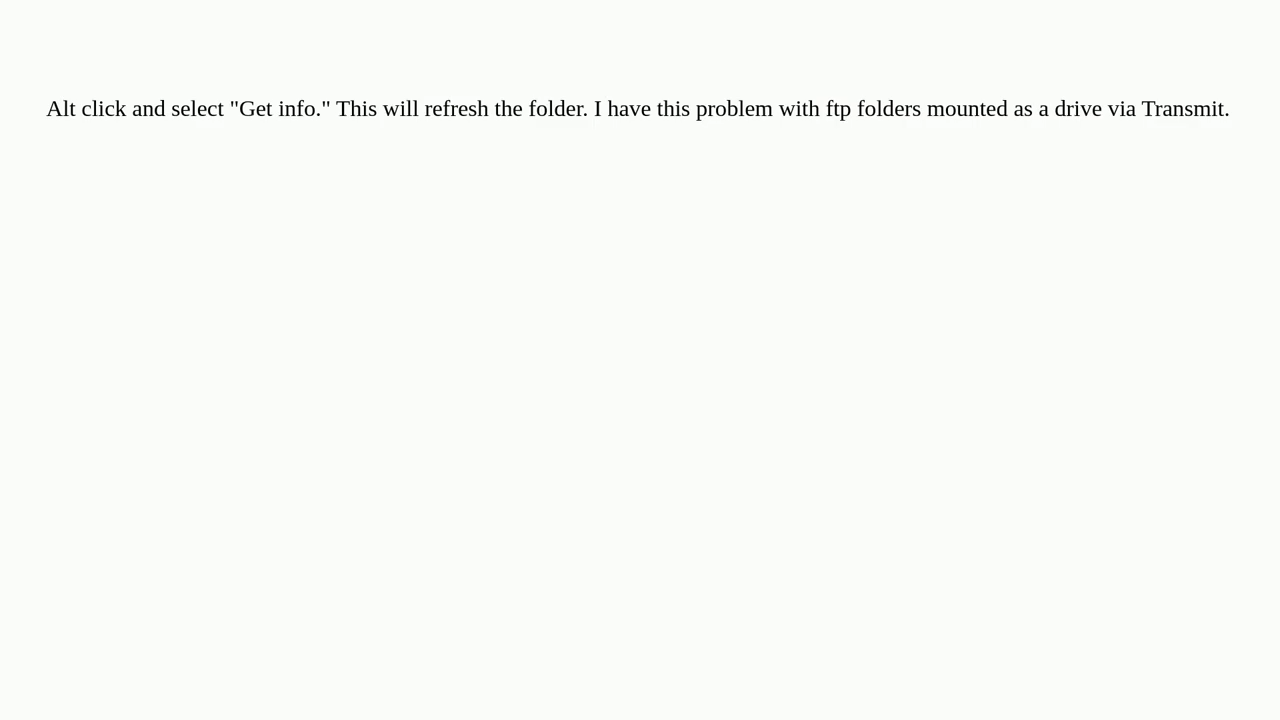 Alt click and select "Get info." This will refresh the folder. I have this problem with ftp folders mounted as a drive via Transmit.